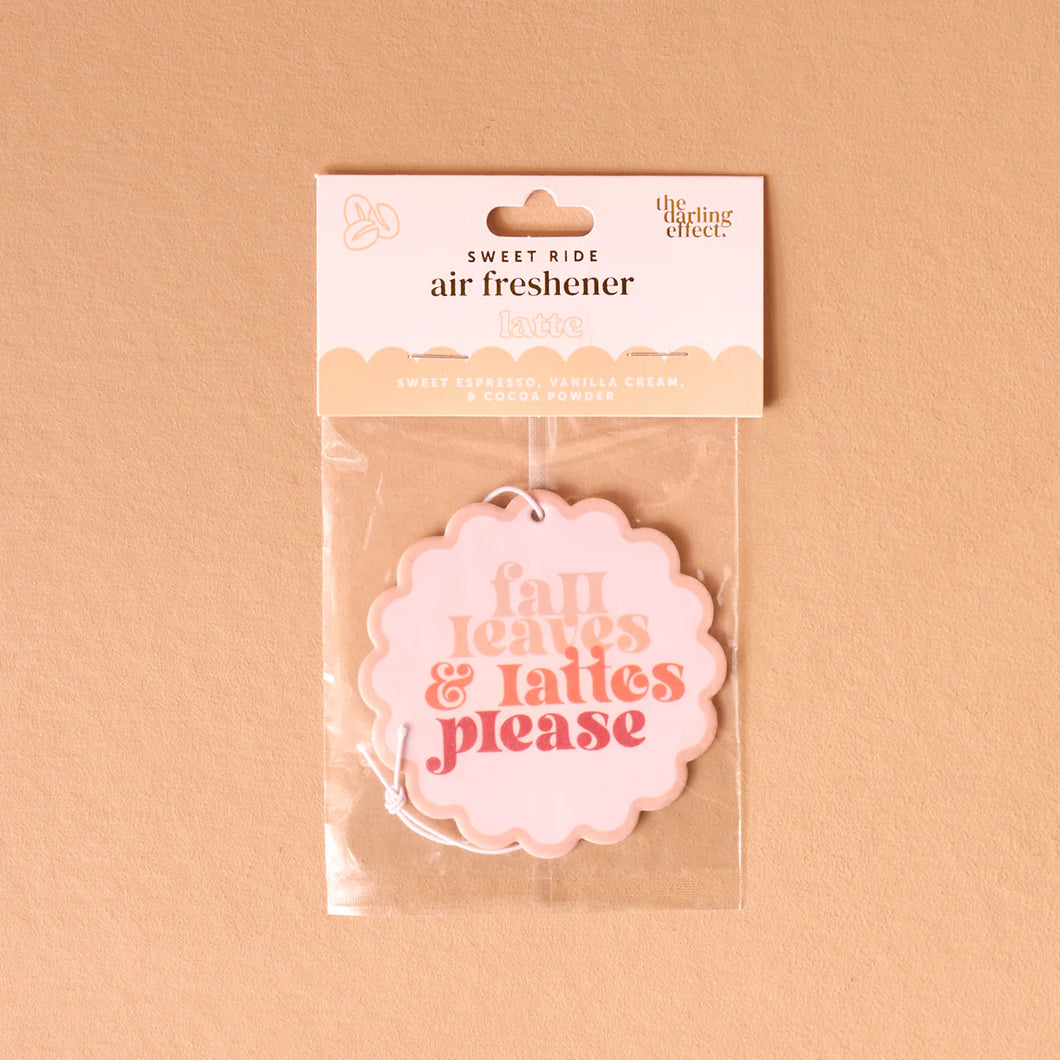 the
darling
effect.
SWEET RIDE
air freshener
latte
SWEET ESPRESSO, VANILLA CREAM,
& COCOA POWDER
fall
leaves
& lattes
please